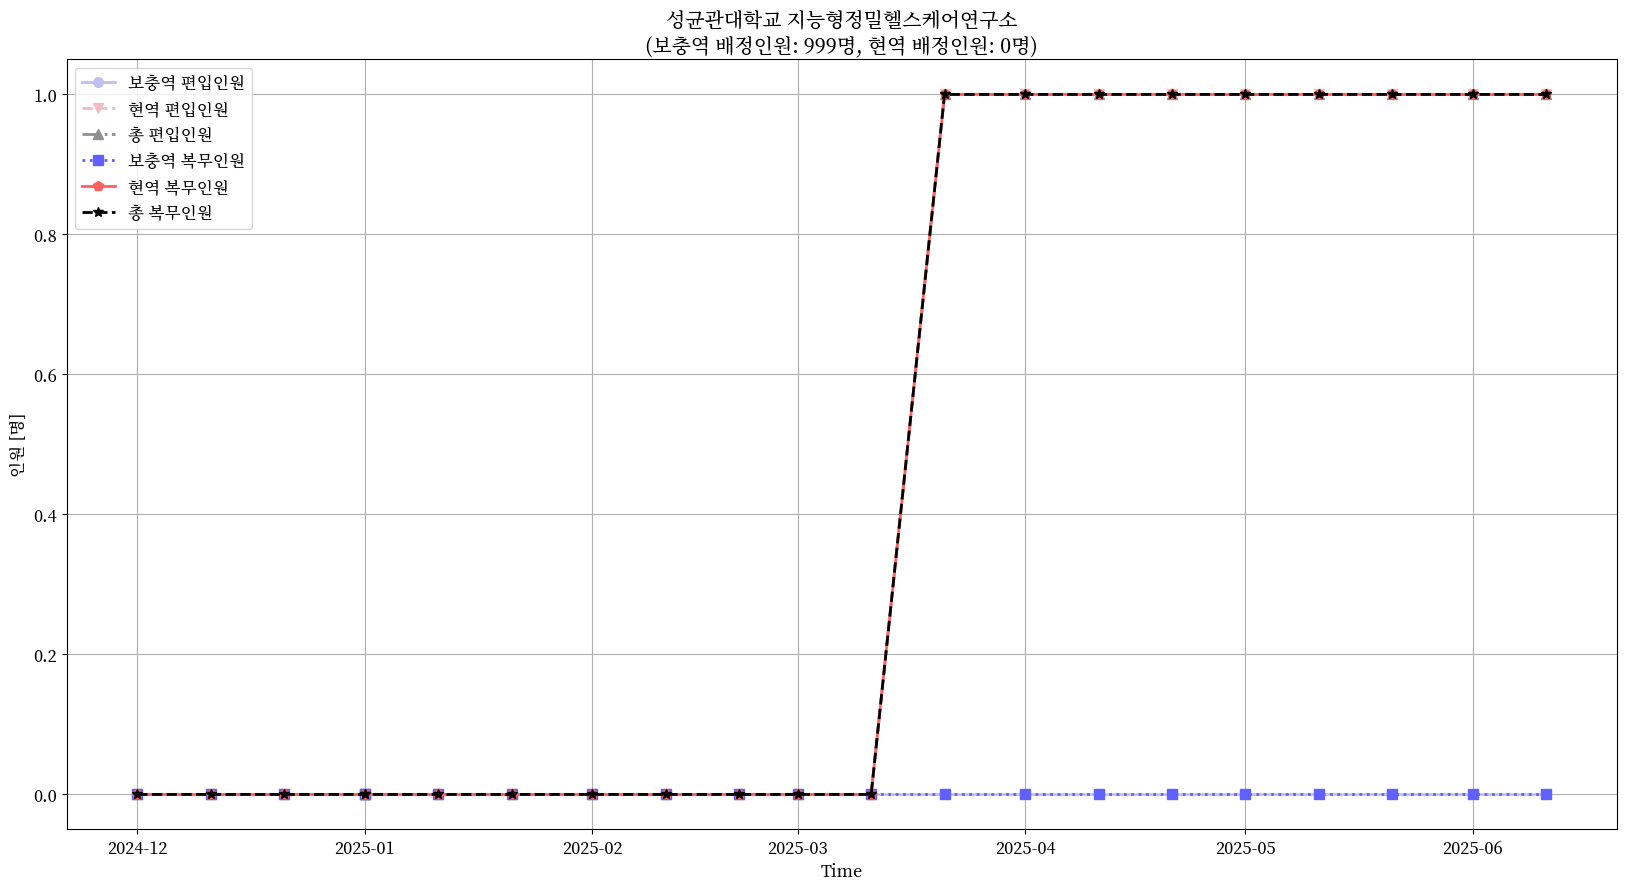 성균관대학교 지능형정밀헬스케어연구소
(보충역 배정인원: 999명, 현역 배정인원: 0명)
보충역 편입인원
현역 편입인원
총 편입인원
보충역 복무인원
현역 복무인원
총 복무인원
1.0
0.8
0.6
0.4
0.2
0.0
인원 [명]
2024-12
2025-01
2025-02
2025-03
2025-04
2025-05
2025-06
Time